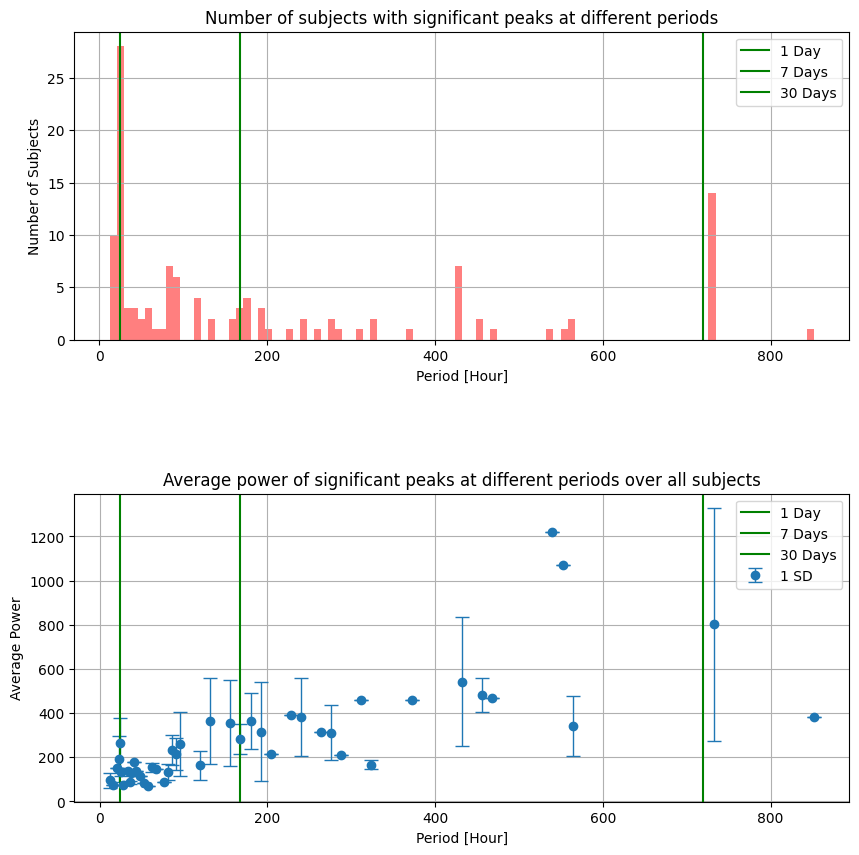 Number of subjects with significant peaks at different periods
Number of Subjects
25
20
15
10
5
0
0 200 400 600 800
Period [Hour]
1 Day
7 Days
30 Days
Average power of significant peaks at different periods over all subjects
Average Power
1200
1000
800
600
400
200
0
0 200 400 600 800
Period [Hour]
1 Day
7 Days
30 Days
1 SD